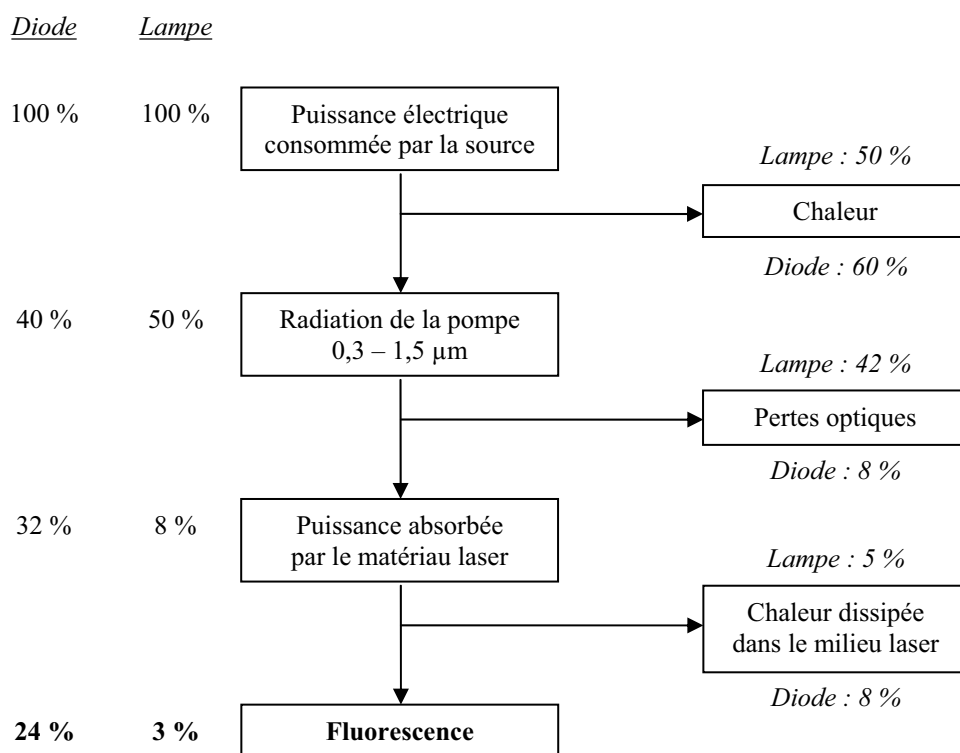 Diode Lampe
100 % 100 % Puissance électrique
consommée par la source
Lampe : 50 %
Chaleur
Diode : 60 %
40 % 50 % Radiation de la pompe
0,3 – 1,5 µm
Lampe : 42 %
Pertes optiques
Diode : 8 %
32 % 8 % Puissance absorbée
par le matériau laser
Lampe : 5 %
Chaleur dissipée
dans le milieu laser
Diode : 8 %
24 % 3 % Fluorescence